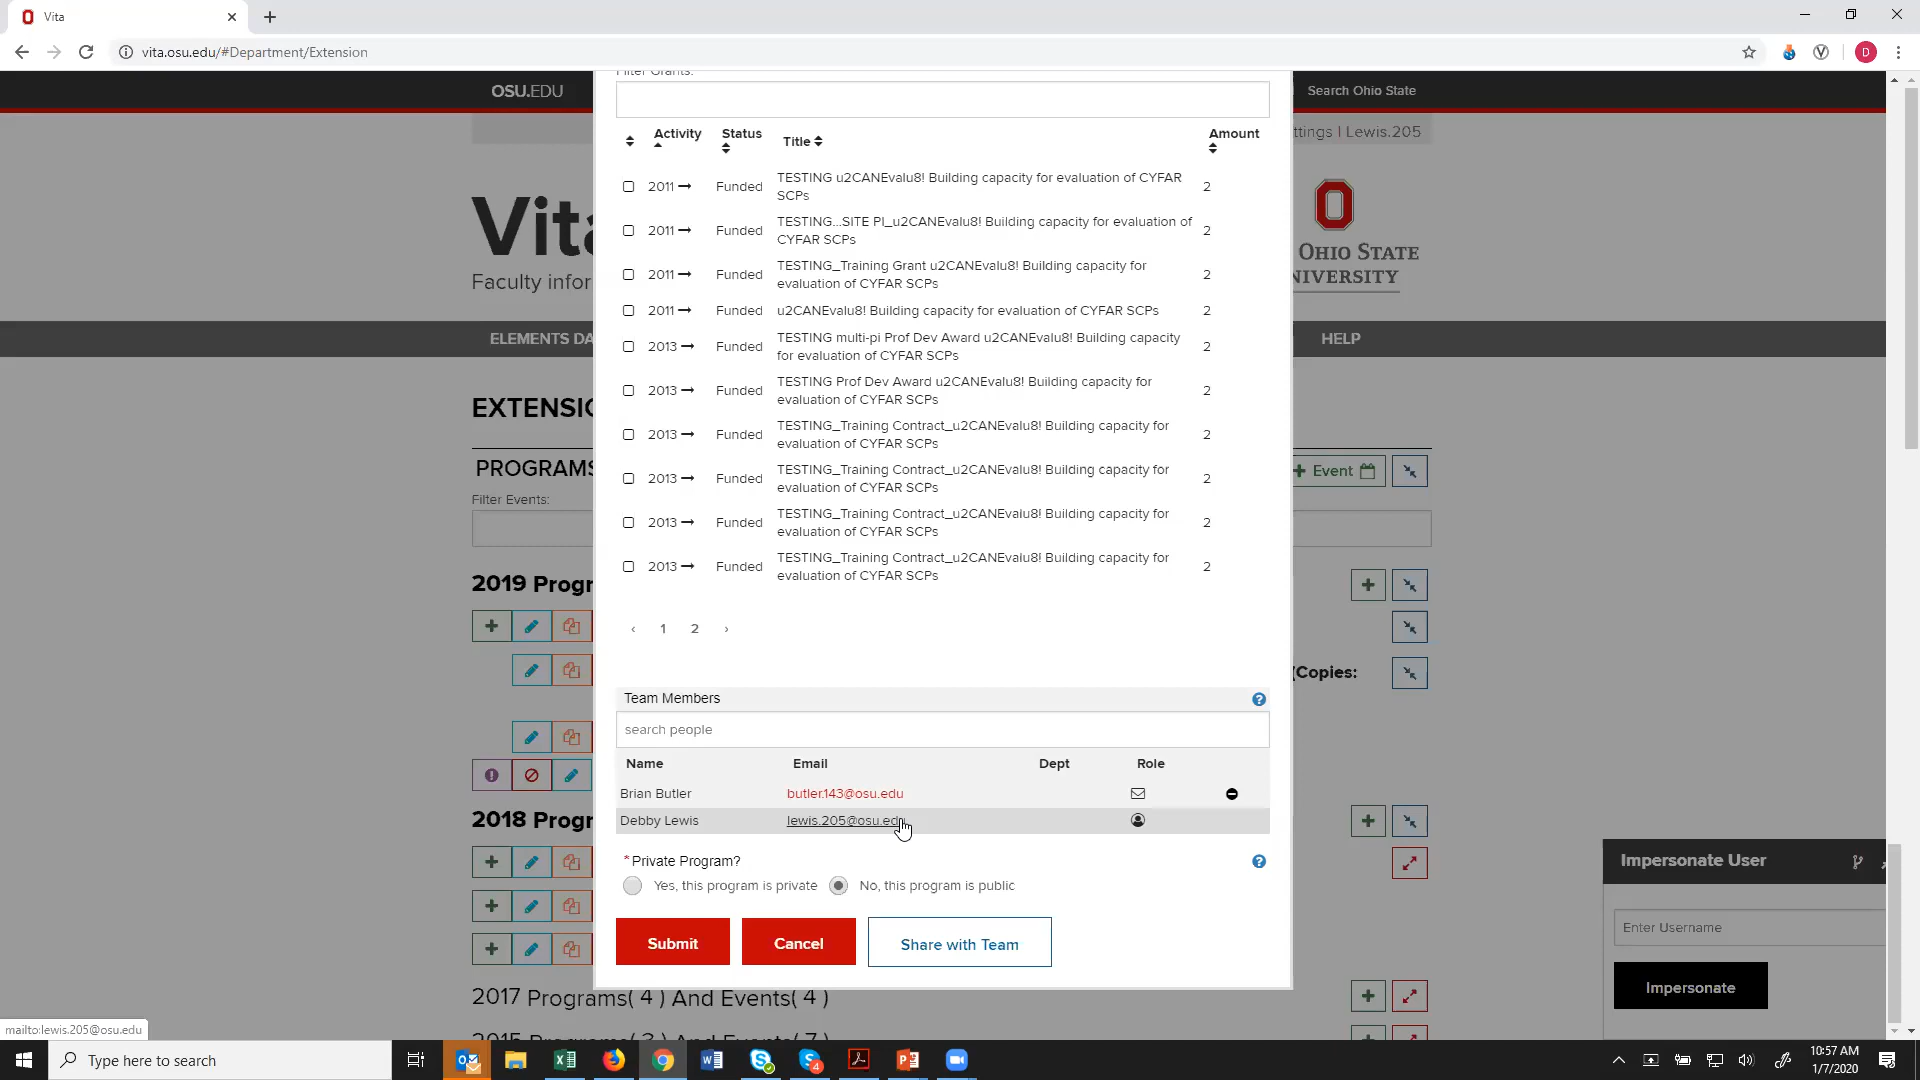 Vita
vita.osu.edu/#Department/Extension
D
OSU.EDU
Search Ohio State
ttings | Lewis.205
Vita
Faculty infor
OHIO STATE
NIVERSITY
ELEMENTS DA
HELP
EXTENSIO
PROGRAMS
Event
Filter Events:
2019 Progr
(Copies:
2018 Progr
2017 Programs( 4 ) And Events( 4 )
Filter Grants:
Activity Status Title Amount
2011 Funded TESTING u2CANEvalu8! Building capacity for evaluation of CYFAR 2
SCPs
2011 Funded TESTING...SITE PI_u2CANEvalu8! Building capacity for evaluation of 2
CYFAR SCPs
2011 Funded TESTING_Training Grant u2CANEvalu8! Building capacity for 2
evaluation of CYFAR SCPs
2011 Funded u2CANEvalu8! Building capacity for evaluation of CYFAR SCPs 2
2013 Funded TESTING multi-pi Prof Dev Award u2CANEvalu8! Building capacity 2
for evaluation of CYFAR SCPs
2013 Funded TESTING Prof Dev Award u2CANEvalu8! Building capacity for 2
evaluation of CYFAR SCPs
2013 Funded TESTING_Training Contract_u2CANEvalu8! Building capacity for 2
evaluation of CYFAR SCPs
2013 Funded TESTING_Training Contract_u2CANEvalu8! Building capacity for 2
evaluation of CYFAR SCPs
2013 Funded TESTING_Training Contract_u2CANEvalu8! Building capacity for 2
evaluation of CYFAR SCPs
2013 Funded TESTING_Training Contract_u2CANEvalu8! Building capacity for 2
evaluation of CYFAR SCPs
‹ 1 2 ›
Team Members
search people
Name Email Dept Role
Brian Butler butler.143@osu.edu
Debby Lewis lewis.205@osu.edu
*Private Program?
Yes, this program is private No, this program is public
Submit Cancel Share with Team
Impersonate User
Enter Username
Impersonate
mailto:lewis.205@osu.edu
Type here to search
4
10:57 AM
1/7/2020